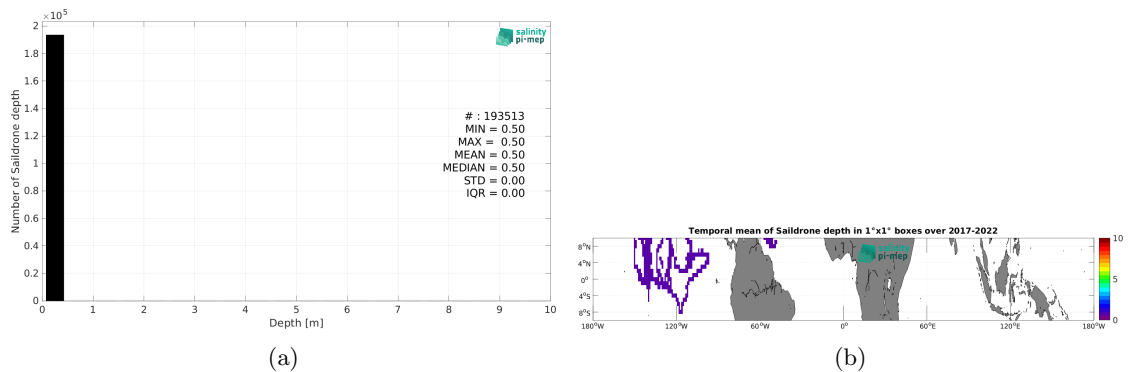 ×10⁵
2
1.8
1.6
1.4
1.2
1
0.8
0.6
0.4
0.2
0
Number of Saildrone depth
salinity
pi-mep
# : 193513
MIN = 0.50
MAX = 0.50
MEAN = 0.50
MEDIAN = 0.50
STD = 0.00
IQR = 0.00
0 1 2 3 4 5 6 7 8 9 10
Depth [m]
(a)
Temporal mean of Saildrone depth in 1°x1° boxes over 2017-2022
salinity
pi-mep
8°N
4°N
0°
4°S
8°S
180°W 120°W 60°W 0° 60°E 120°E 180°W
10
5
0
(b)